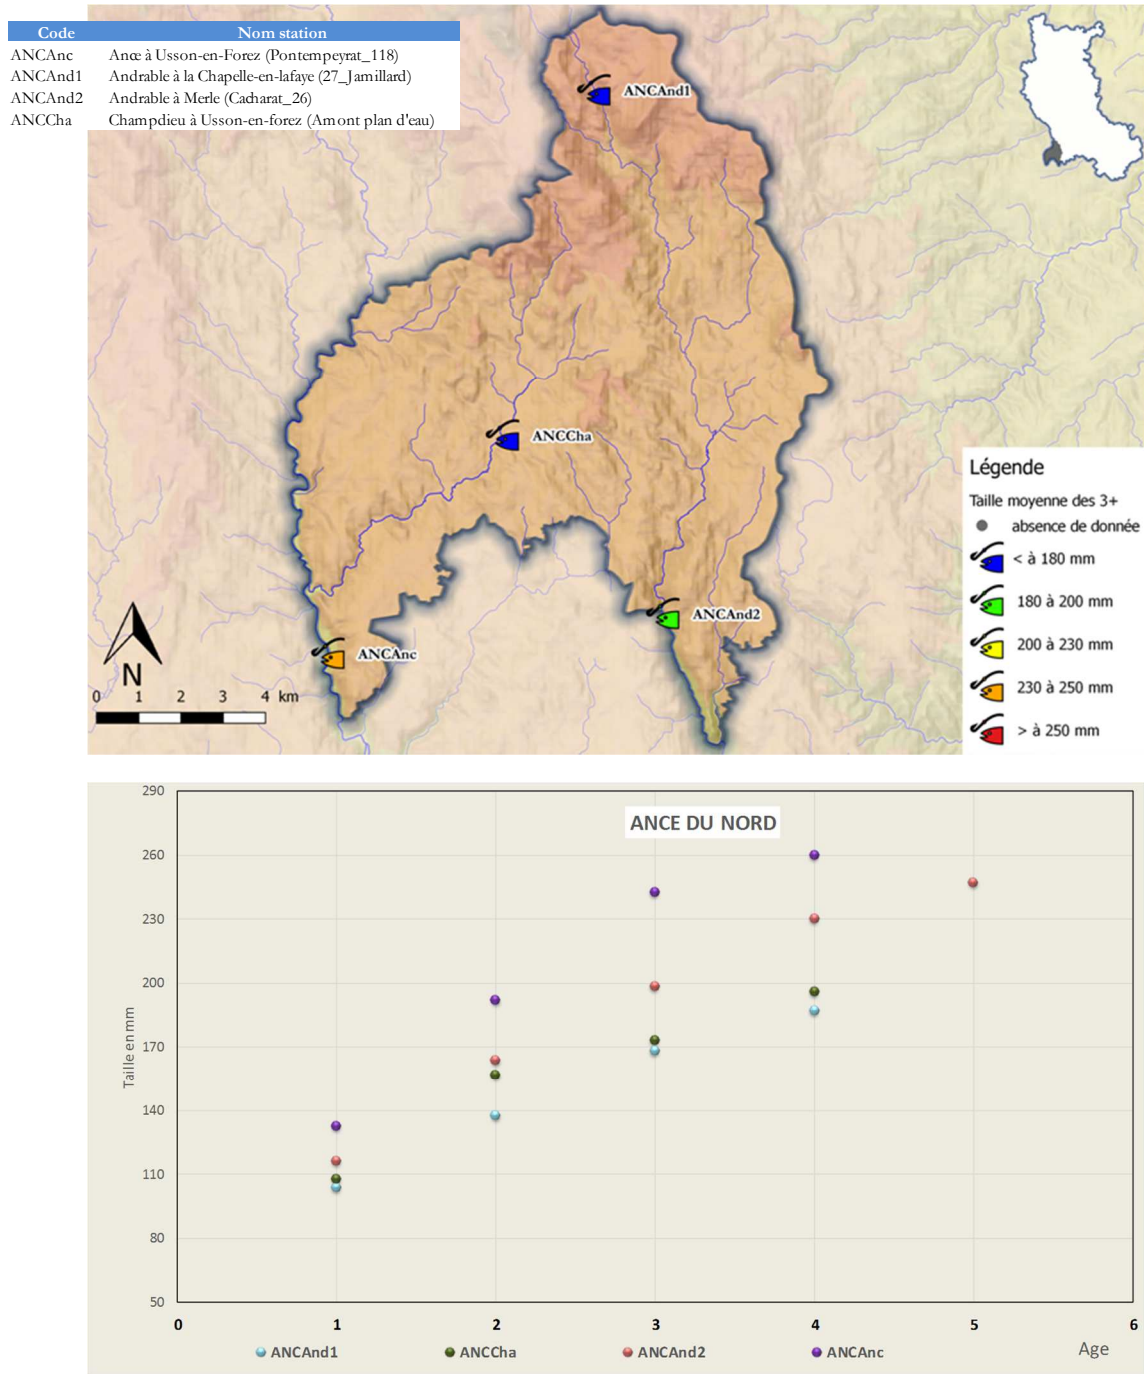 Code Nom station
ANCAnc Ance à Usson-en-Forez (Pontempeyrat_118)
ANCAnd1 Andrable à la Chapelle-en-lafaye (27_Jamillard)
ANCAnd2 Andrable à Merle (Cacharat_26)
ANCCha Champdieu à Usson-en-forez (Amont plan d'eau)
ANCAnd1
ANCCha
ANCAnd2
ANCAnc
N
0 1 2 3 4 km
Légende
Taille moyenne des 3+
absence de donnée
< à 180 mm
180 à 200 mm
200 à 230 mm
230 à 250 mm
> à 250 mm
ANCE DU NORD
Taille en mm
290
260
230
200
170
140
110
80
50
0 1 2 3 4 5 6
ANCAnd1 ANCCha ANCAnd2 ANCAnc Age